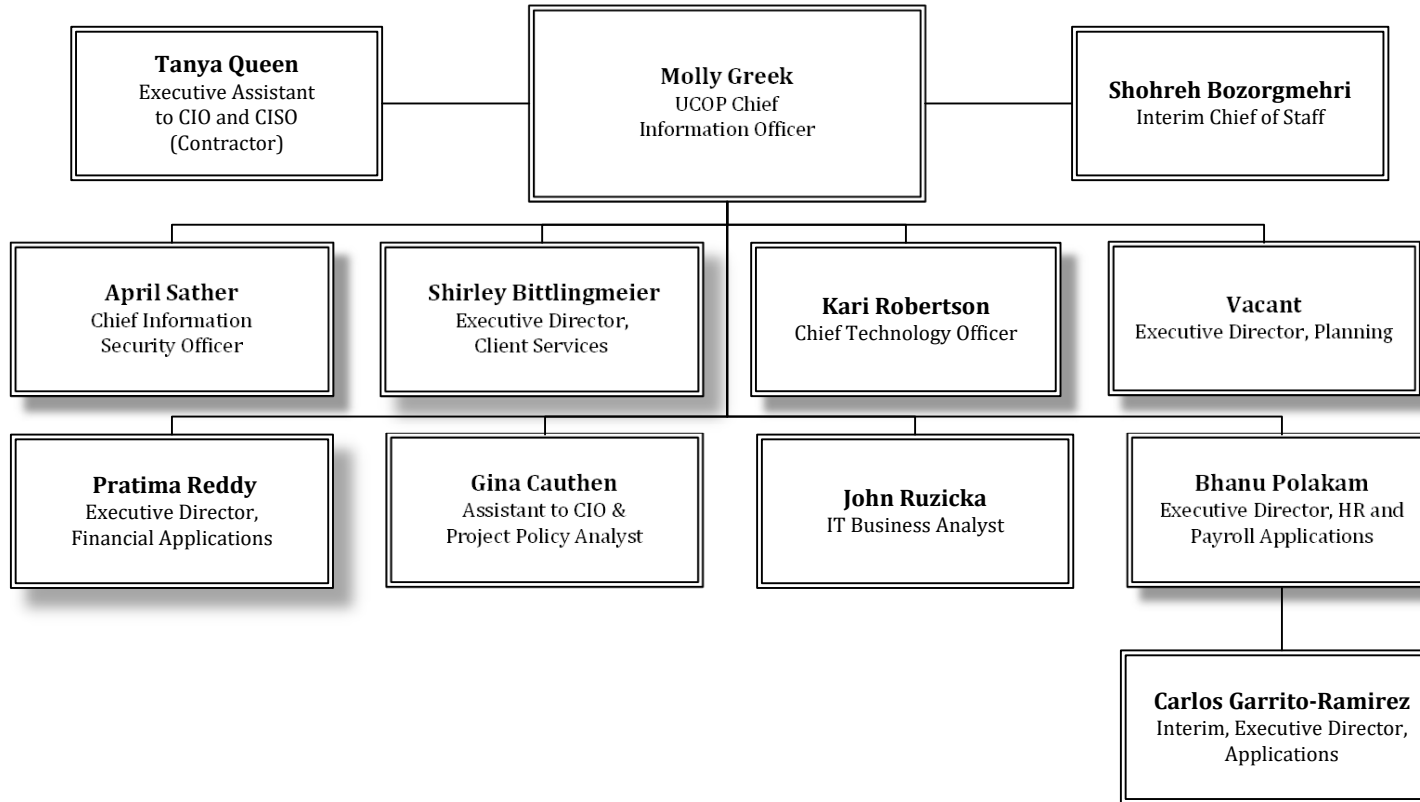 Tanya Queen
Executive Assistant
to CIO and CISO
(Contractor)
Molly Greek
UCOP Chief
Information Officer
Shohreh Bozorgmehri
Interim Chief of Staff
April Sather
Chief Information
Security Officer
Shirley Bittlingmeier
Executive Director,
Client Services
Kari Robertson
Chief Technology Officer
Vacant
Executive Director, Planning
Pratima Reddy
Executive Director,
Financial Applications
Gina Cauthen
Assistant to CIO &
Project Policy Analyst
John Ruzicka
IT Business Analyst
Bhanu Polakam
Executive Director, HR and
Payroll Applications
Carlos Garrito-Ramirez
Interim, Executive Director,
Applications